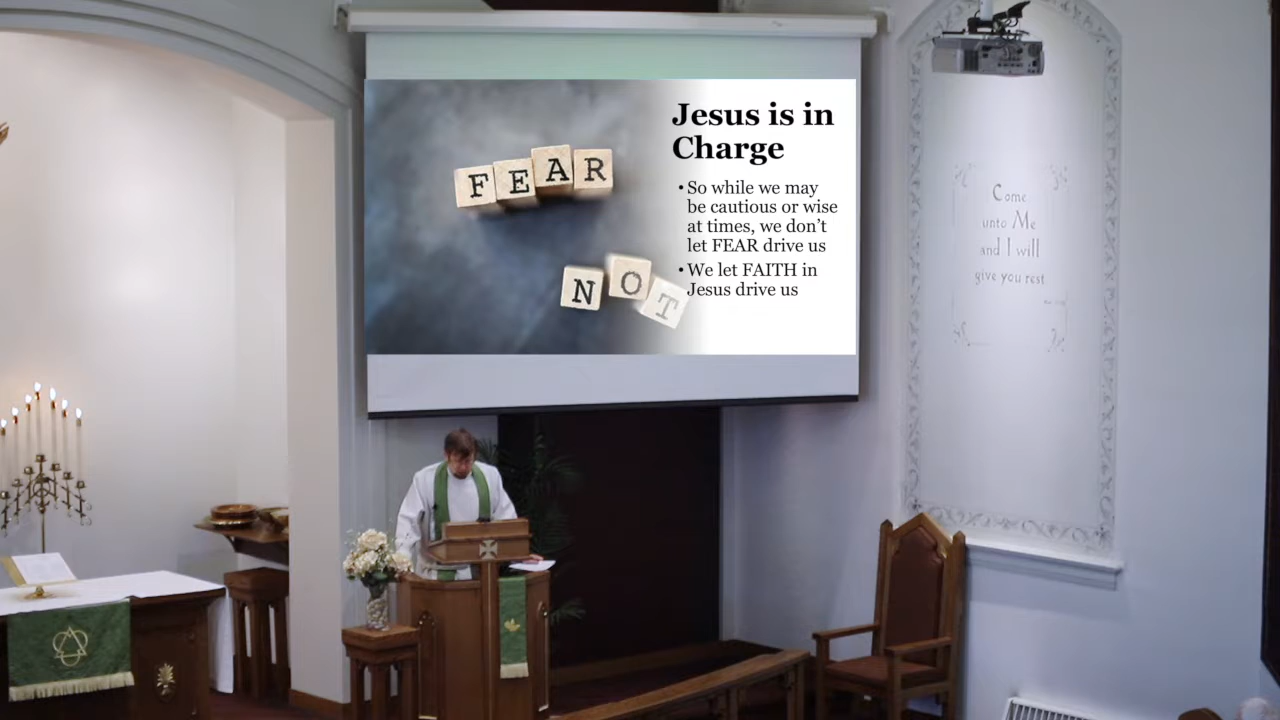 Jesus is in
Charge
• So while we may
be cautious or wise
at times, we don't
let FEAR drive us
• We let FAITH in
Jesus drive us
FEAR
NOT
Come
unto Me
and I will
give you rest